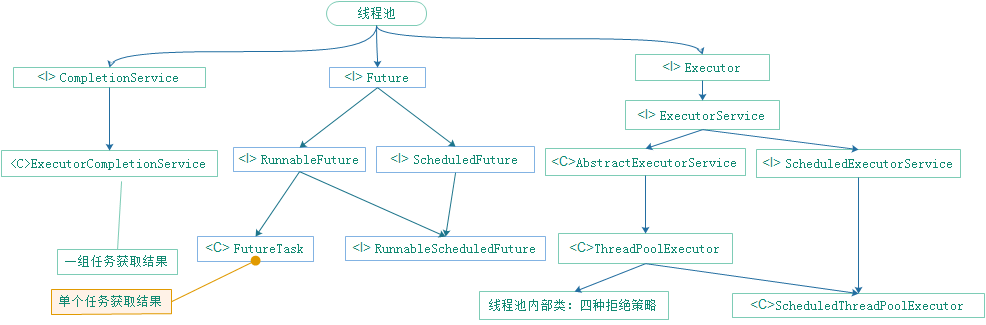 线程池
<I> CompletionService
<I> Future
<I> Executor
<I> ExecutorService
<C>ExecutorCompletionService
<I> RunnableFuture
<I> ScheduledFuture
<C>AbstractExecutorService
<I> ScheduledExecutorService
<C> FutureTask
<I> RunnableScheduledFuture
<C>ThreadPoolExecutor
一组任务获取结果
单个任务获取结果
线程池内部类：四种拒绝策略
<C>ScheduledThreadPoolExecutor